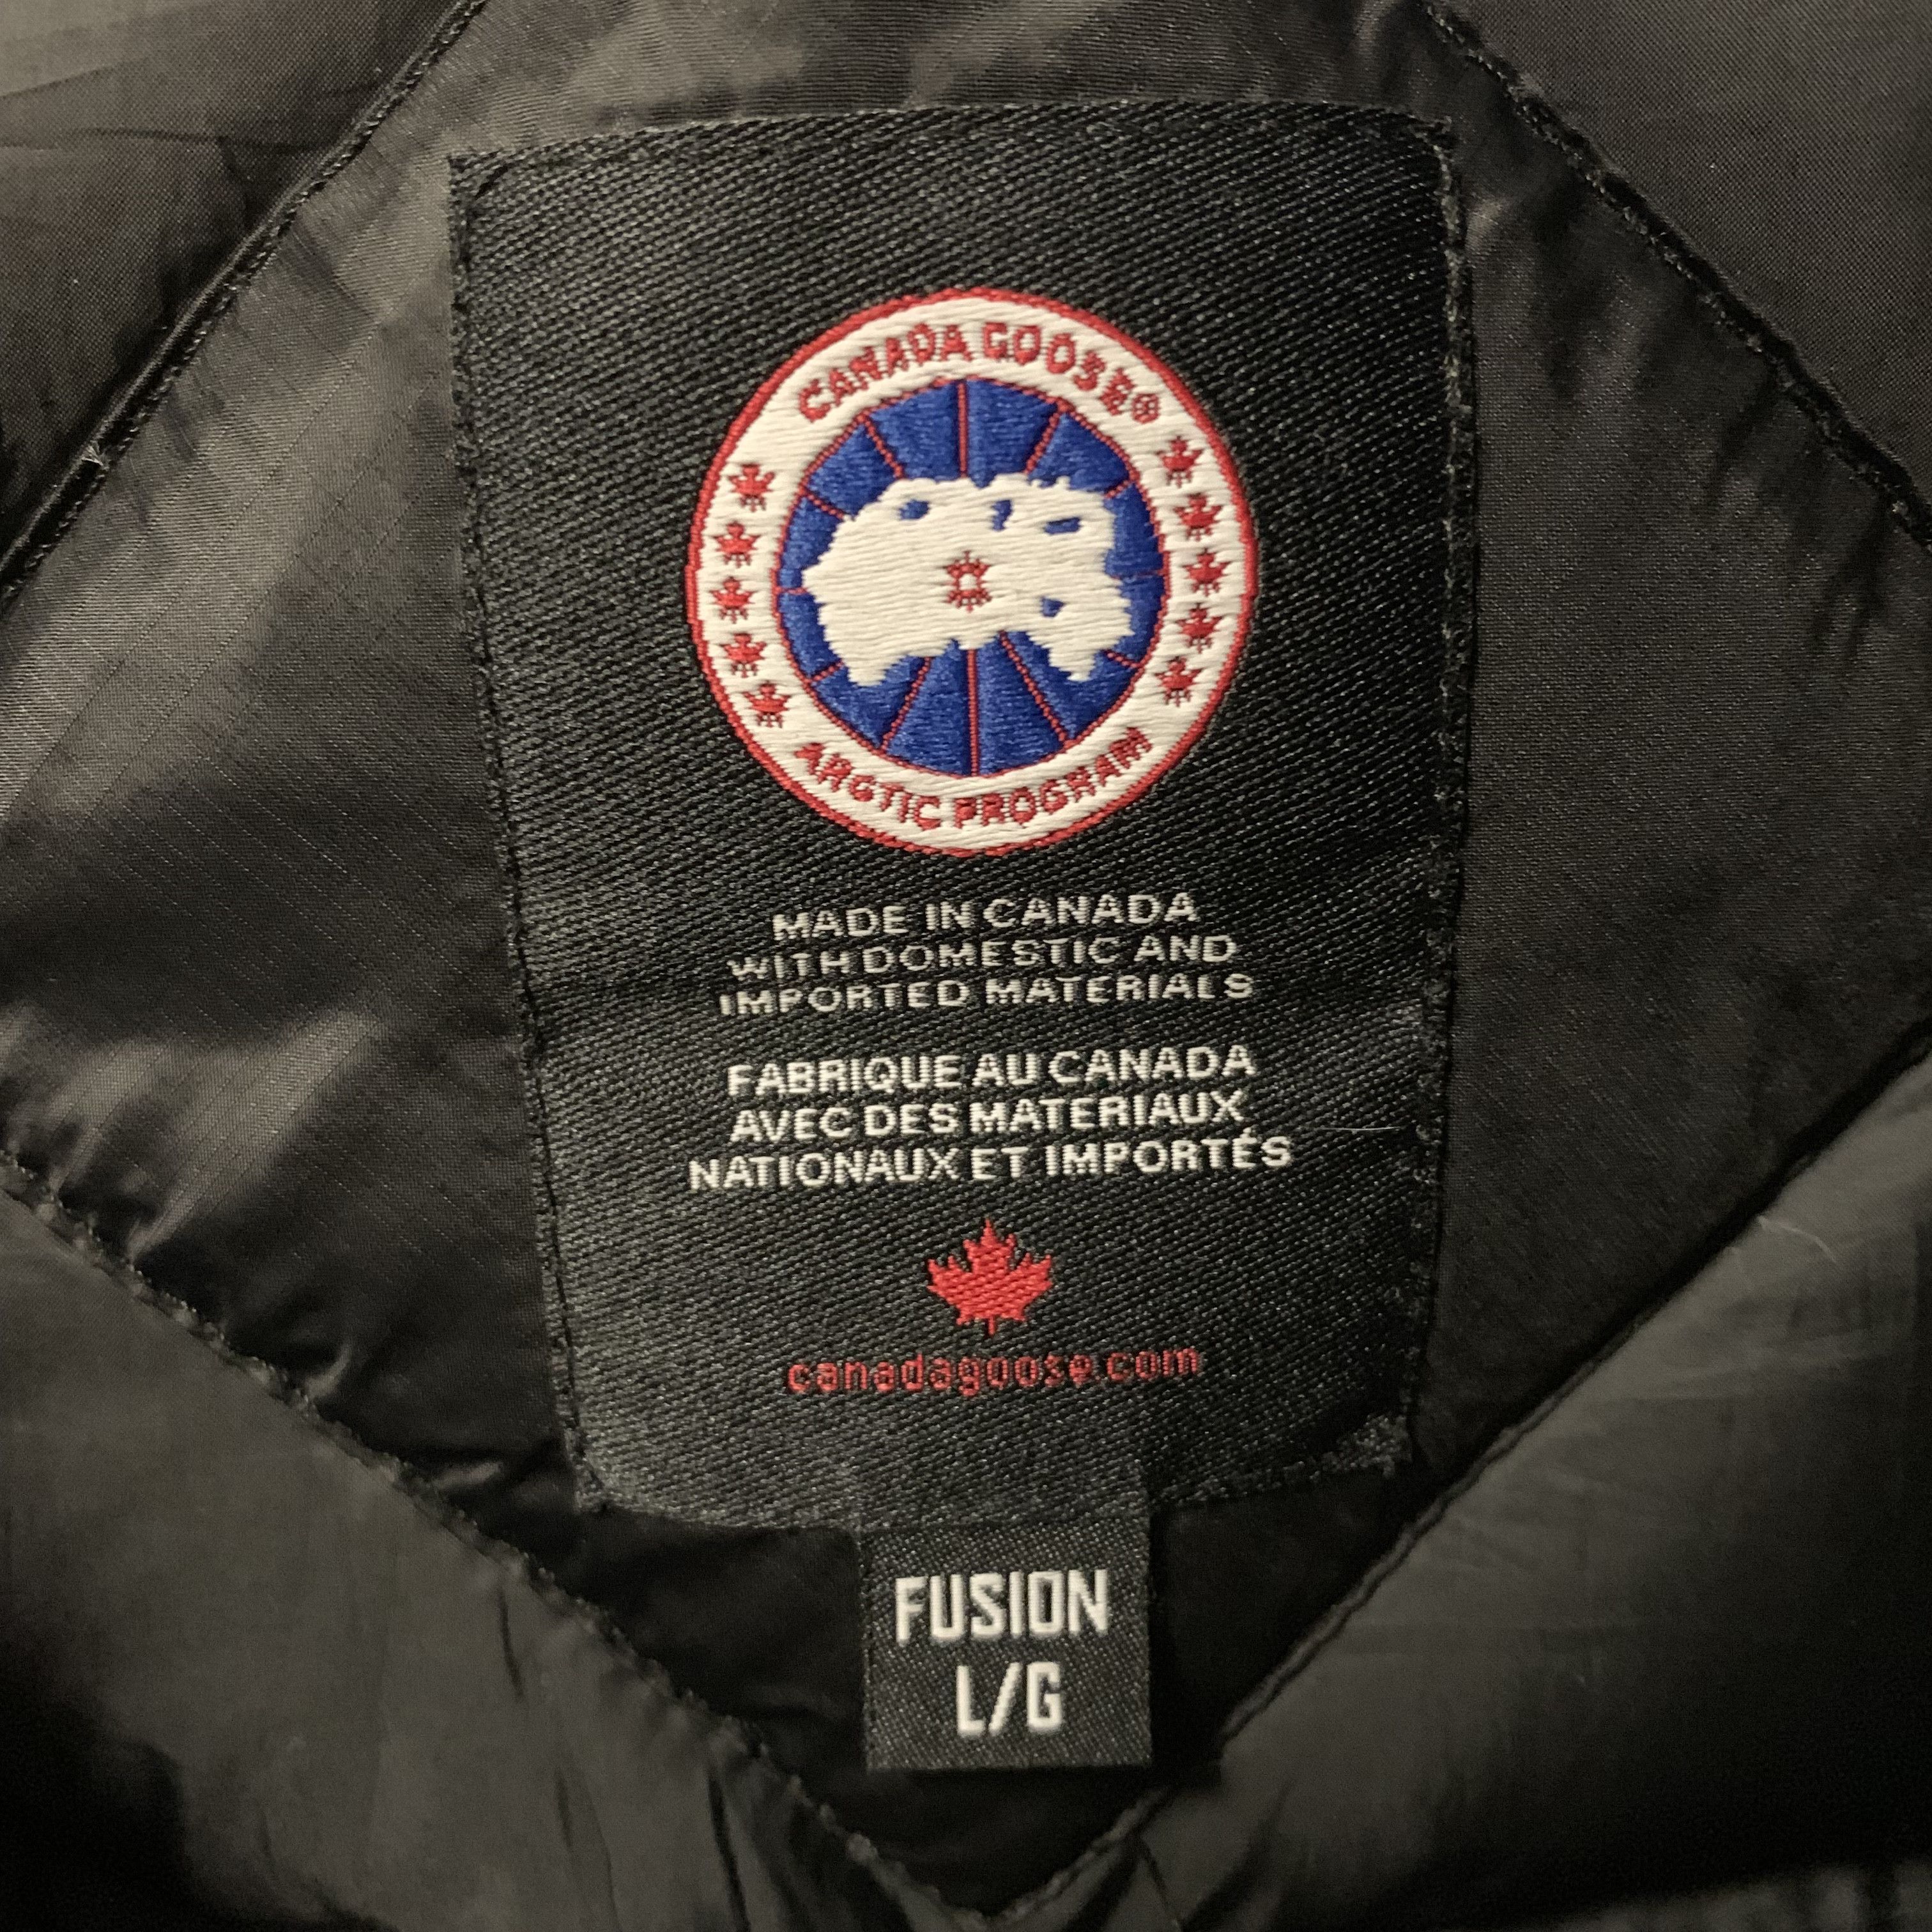 CANADA GOOSE®
ARCTIC PROGRAM
MADE IN CANADA
WITH DOMESTIC AND
IMPORTED MATERIALS
FABRIQUE AU CANADA
AVEC DES MATERIAUX
NATIONAUX ET IMPORTÉS
canadagoose.com
FUSION
L/G